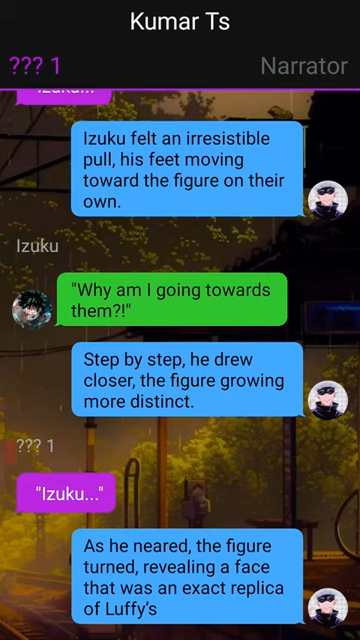 Kumar Ts
??? 1
Narrator
"Izuku..."
Izuku felt an irresistible
pull, his feet moving
toward the figure on their
own.
Izuku
"Why am I going towards
them?!"
Step by step, he drew
closer, the figure growing
more distinct.
??? 1
"Izuku..."
As he neared, the figure
turned, revealing a face
that was an exact replica
of Luffy's